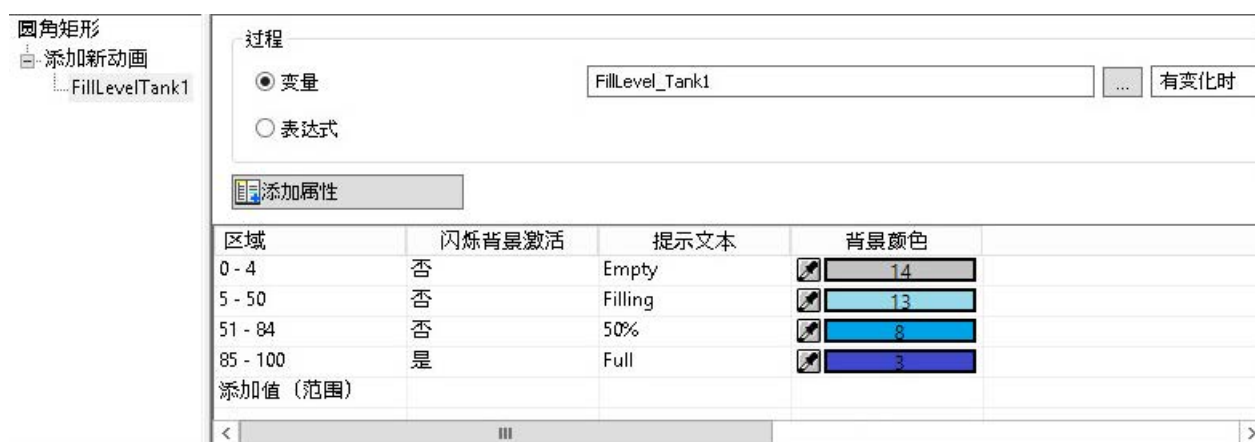 圆角矩形
添加新动画
FillLevelTank1
过程
变量
FillLevel_Tank1
...
有变化时
表达式
添加属性
区域 闪烁背景激活 提示文本 背景颜色
0 - 4 否 Empty 14
5 - 50 否 Filling 13
51 - 84 否 50% 8
85 - 100 是 Full 3
添加值（范围）